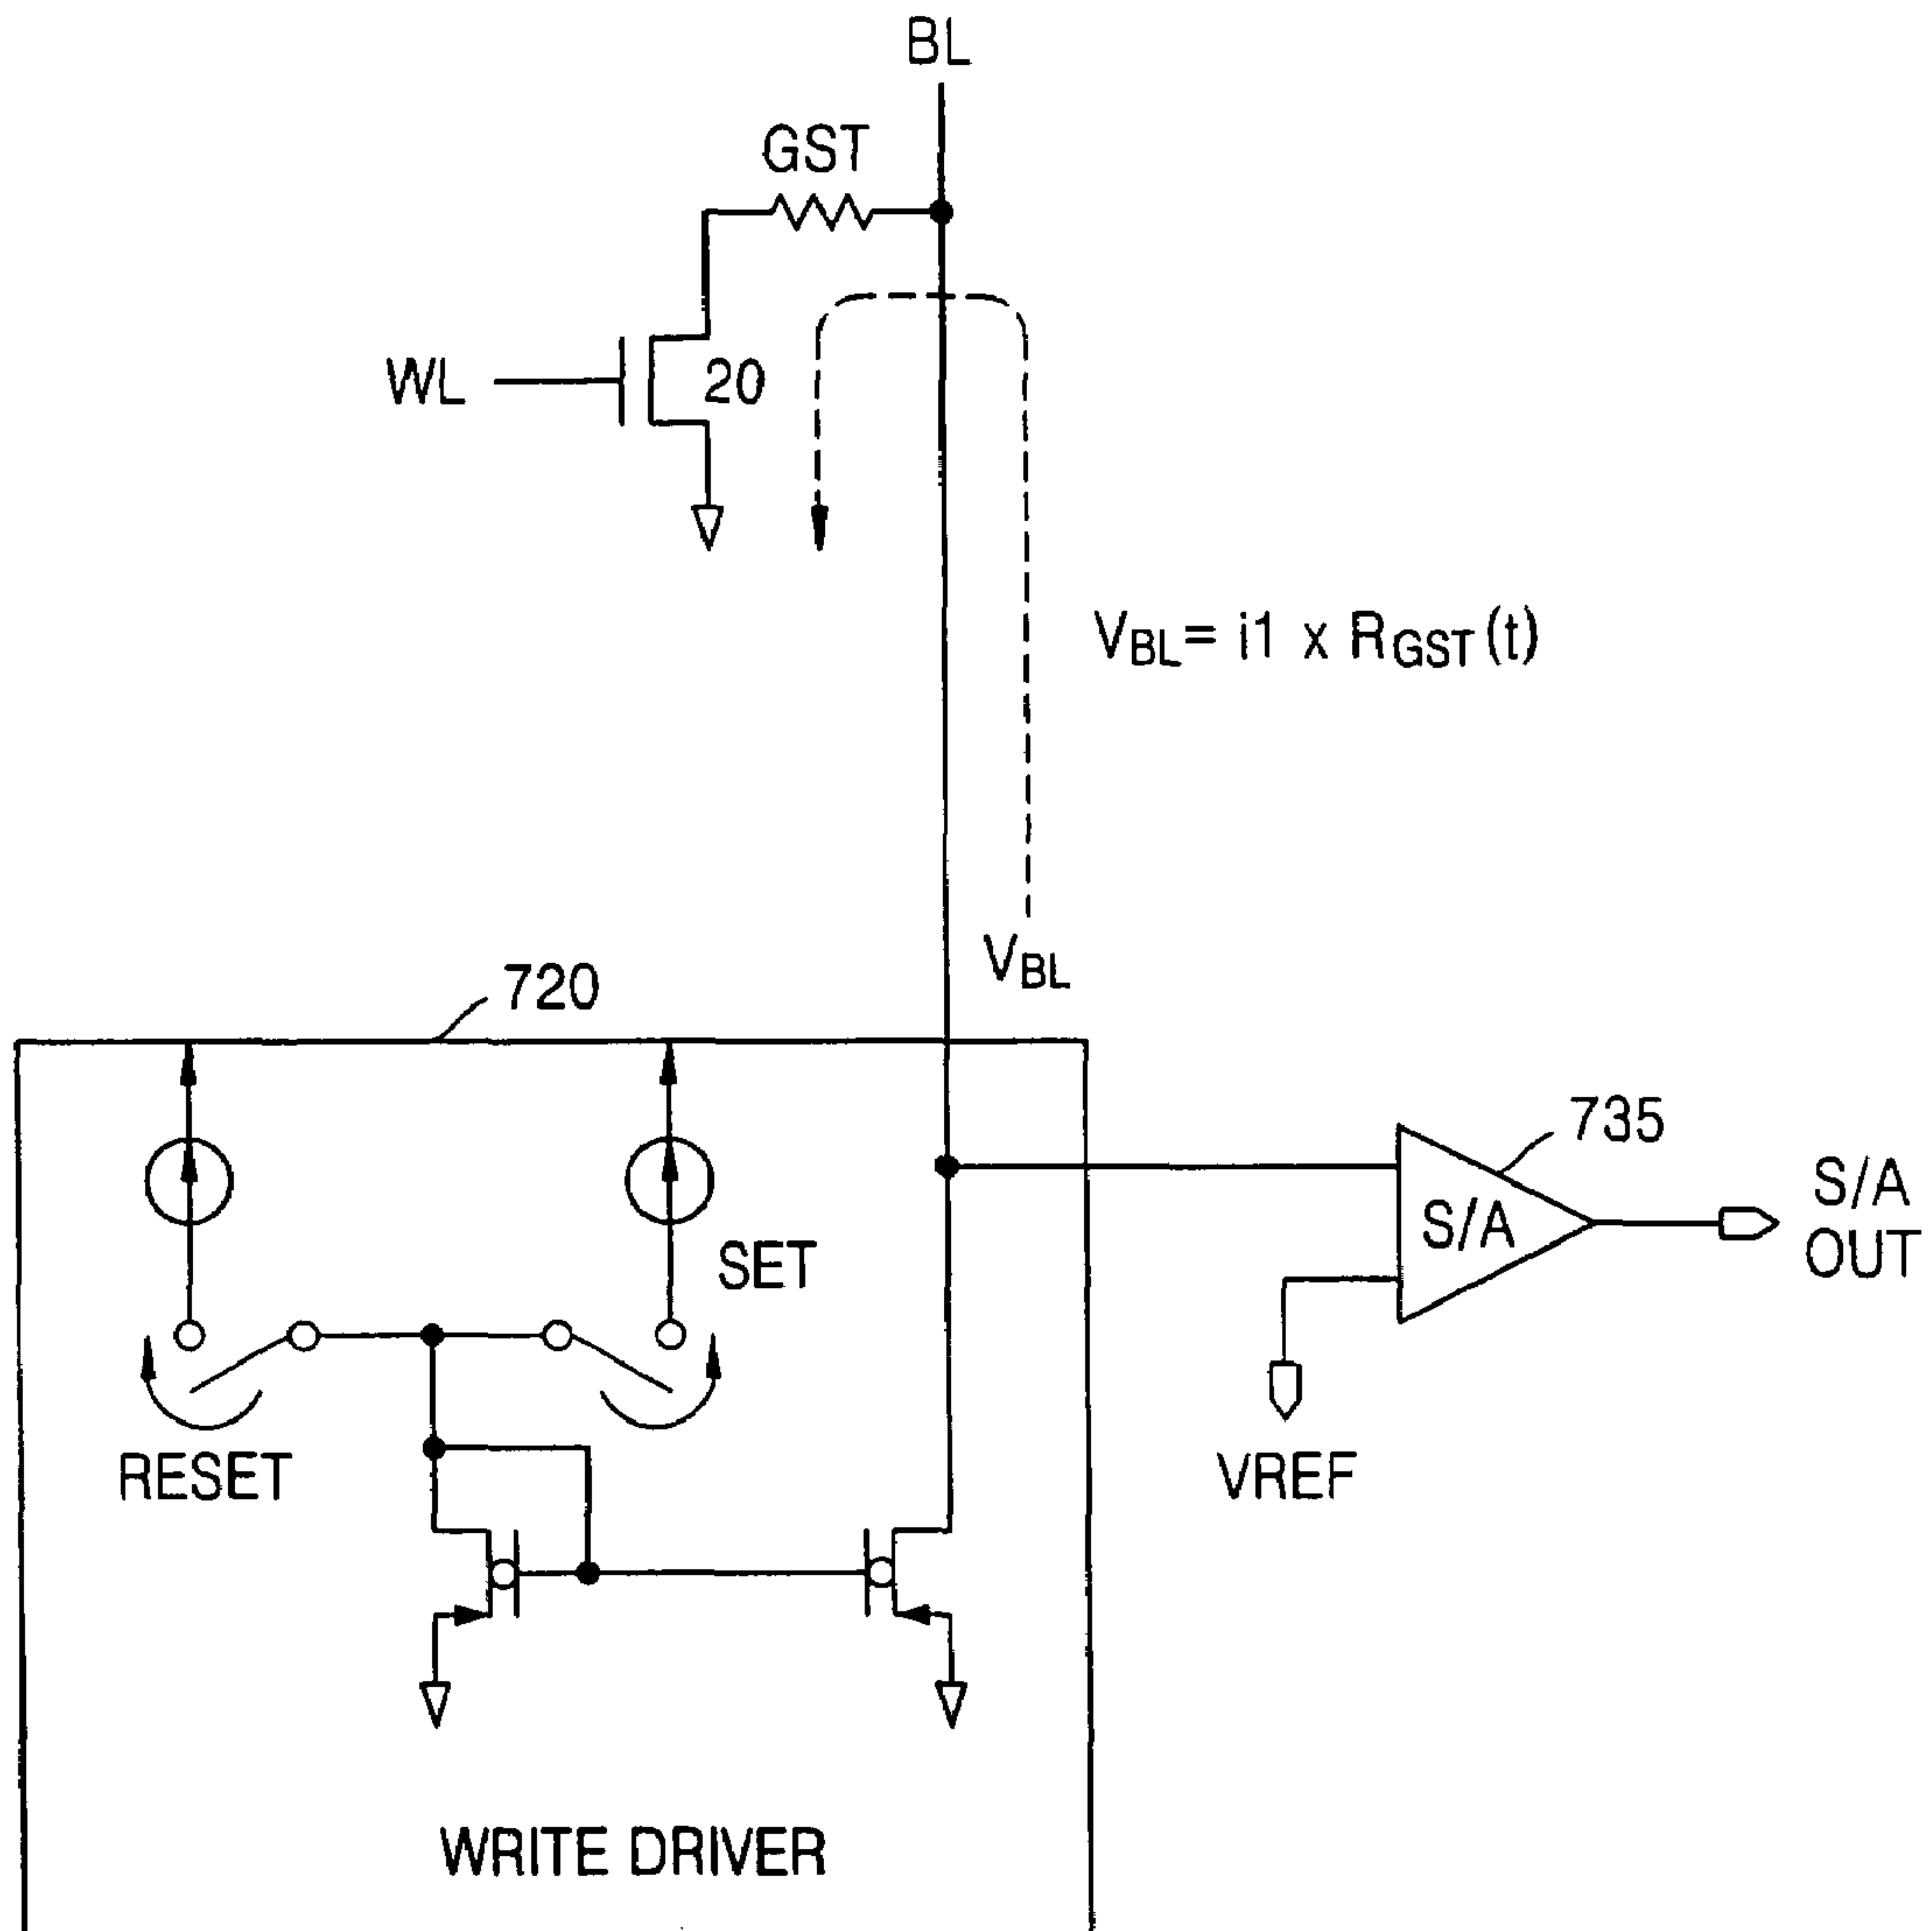 BL
GST
WL
20
VBL= i1 x RGST(t)
VBL
720
735
S/A
S/A
OUT
SET
RESET
VREF
WRITE DRIVER